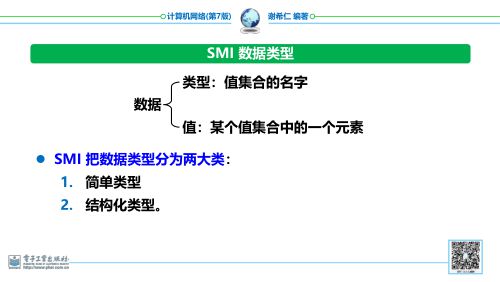 计算机网络(第7版) 谢希仁 编著
SMI 数据类型
类型：值集合的名字
数据
值：某个值集合中的一个元素
● SMI 把数据类型分为两大类：
1. 简单类型
2. 结构化类型。
电子工业出版社
http://www.phei.com.cn